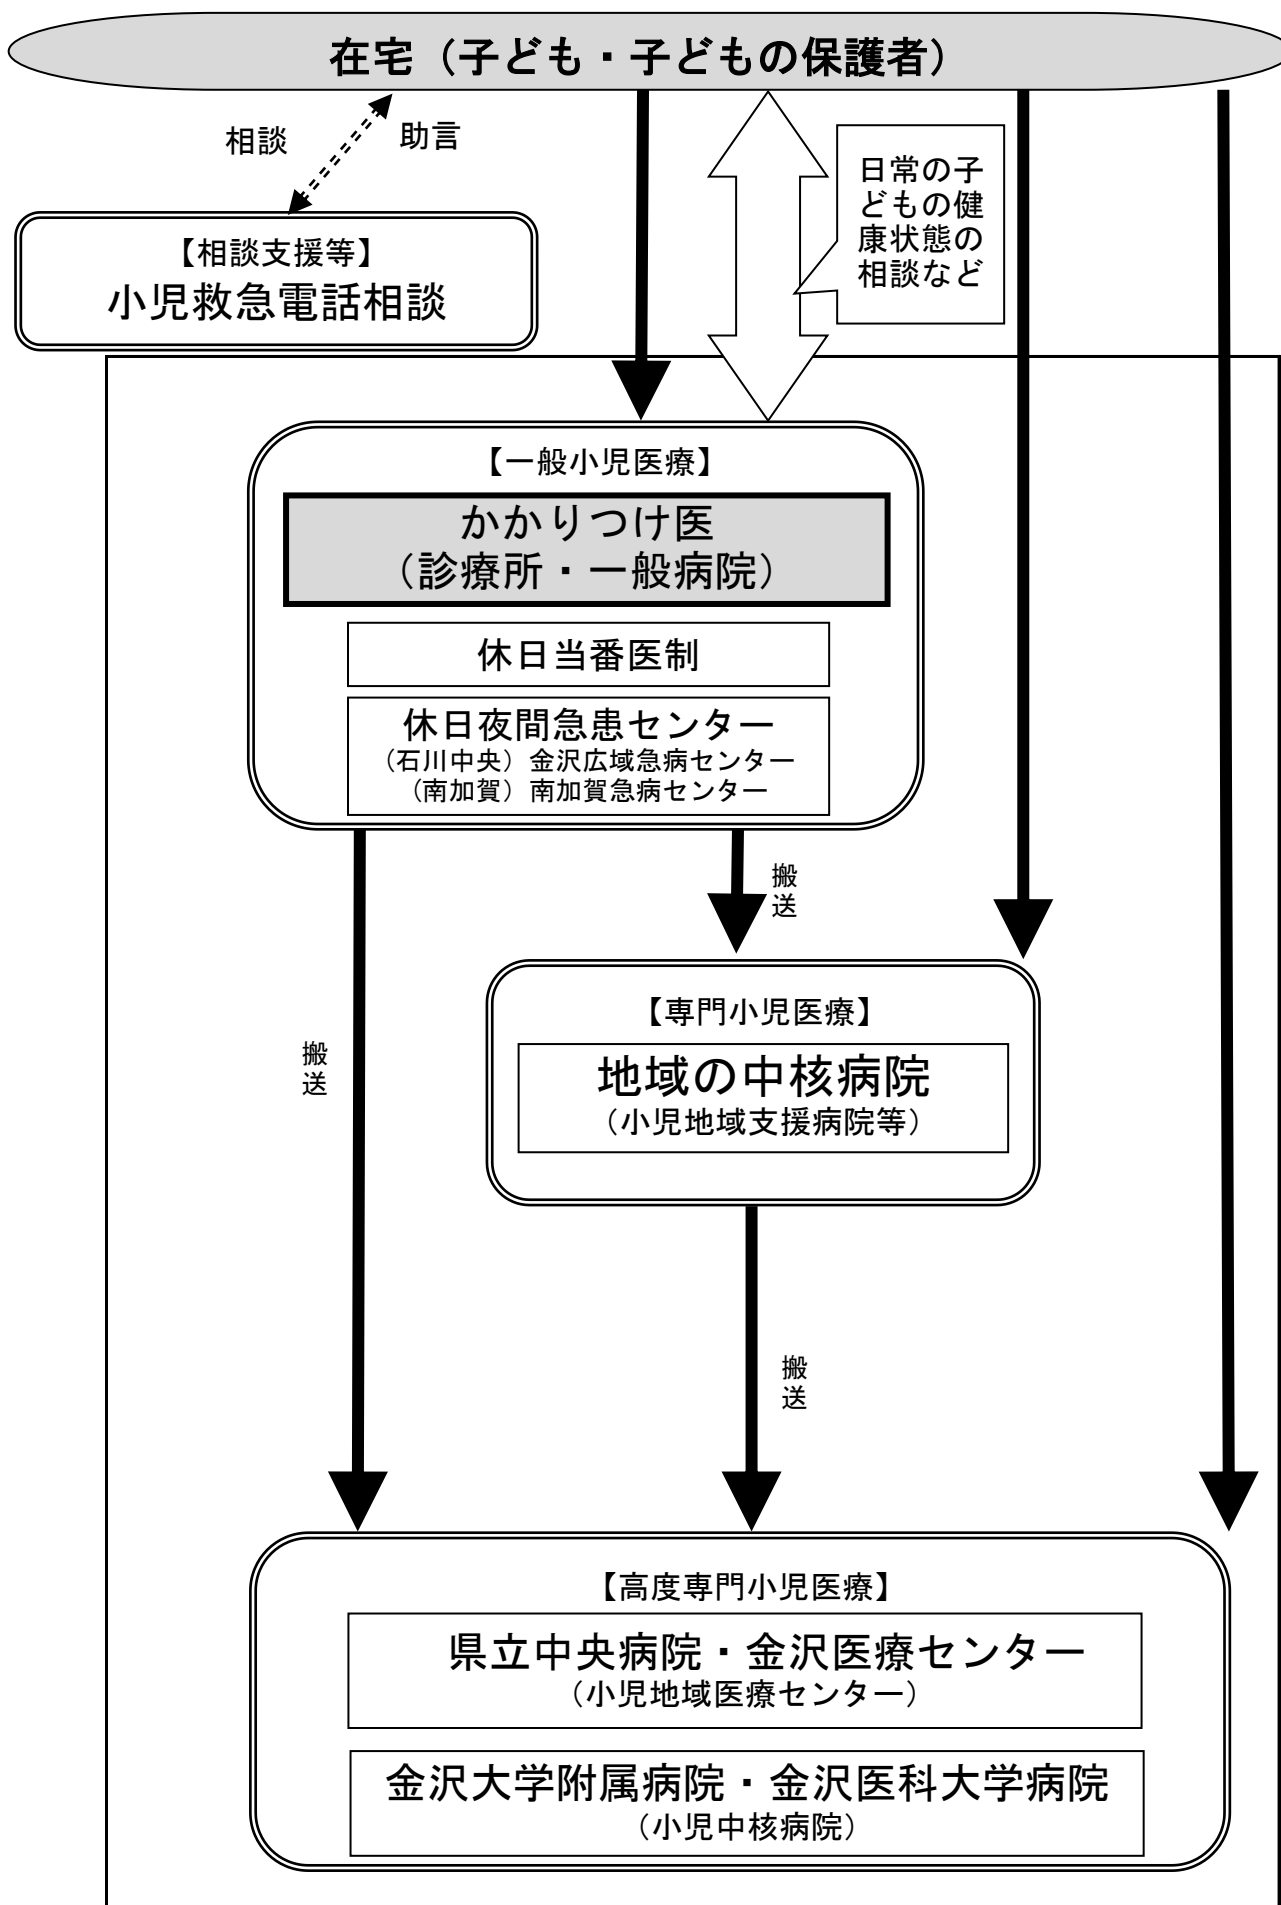 在宅（子ども・子どもの保護者）
相談
助言
【相談支援等】
小児救急電話相談
日常の子
どもの健
康状態の
相談など
【一般小児医療】
かかりつけ医
（診療所・一般病院）
休日当番医制
休日夜間急患センター
（石川中央）金沢広域急病センター
（南加賀）南加賀急病センター
搬送
搬送
【専門小児医療】
地域の中核病院
（小児地域支援病院等）
搬送
【高度専門小児医療】
県立中央病院・金沢医療センター
（小児地域医療センター）
金沢大学附属病院・金沢医科大学病院
（小児中核病院）